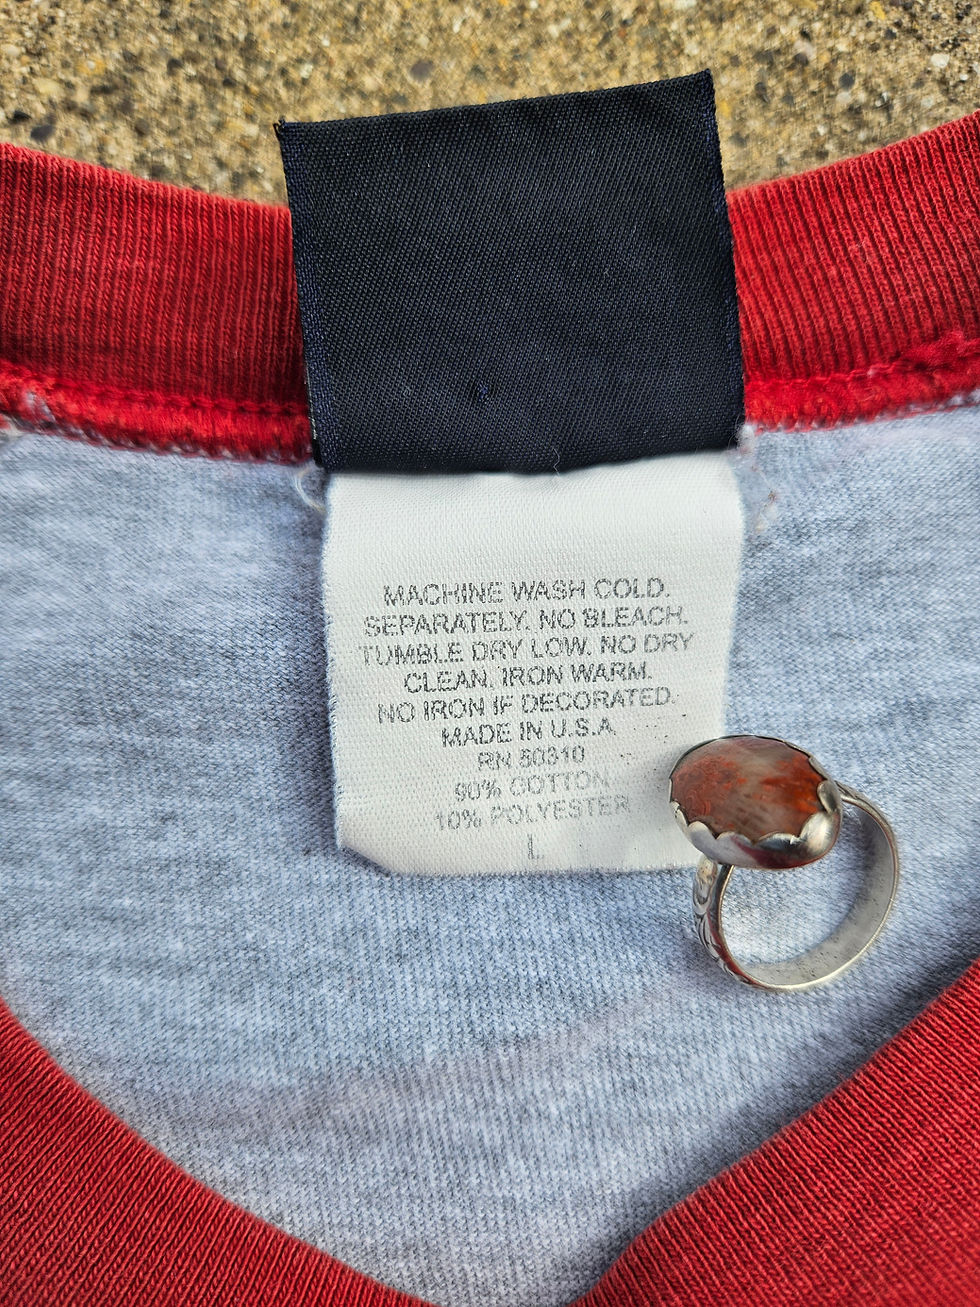 MACHINE WASH COLD.
SEPARATELY. NO BLEACH.
TUMBLE DRY LOW. NO DRY
CLEAN. IRON WARM.
NO IRON IF DECORATED.
MADE IN U.S.A
RN 50310
90% COTTON
10% POLYESTER
L